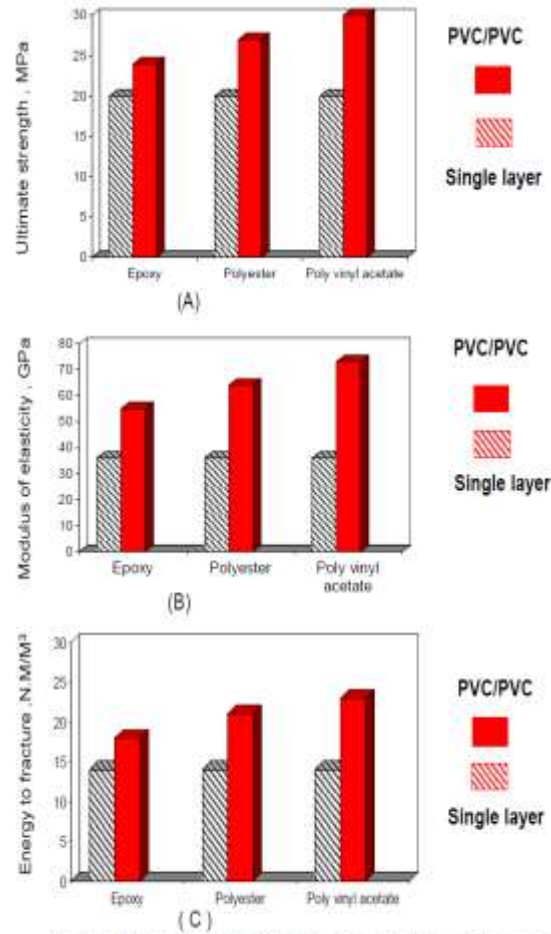 Ultimate strength , MPa
30
25
20
15
10
5
0
Epoxy
Polyester
Poly vinyl acetate
(A)
PVC/PVC
Single layer
Modulus of elasticity , GPa
80
70
60
50
40
30
20
10
0
Epoxy
Polyester
Poly vinyl
acetate
(B)
PVC/PVC
Single layer
Energy to fracture ,N.M/M³
30
25
20
15
10
5
0
Epoxy
Polyester
Poly vinyl acetate
( C )
PVC/PVC
Single layer